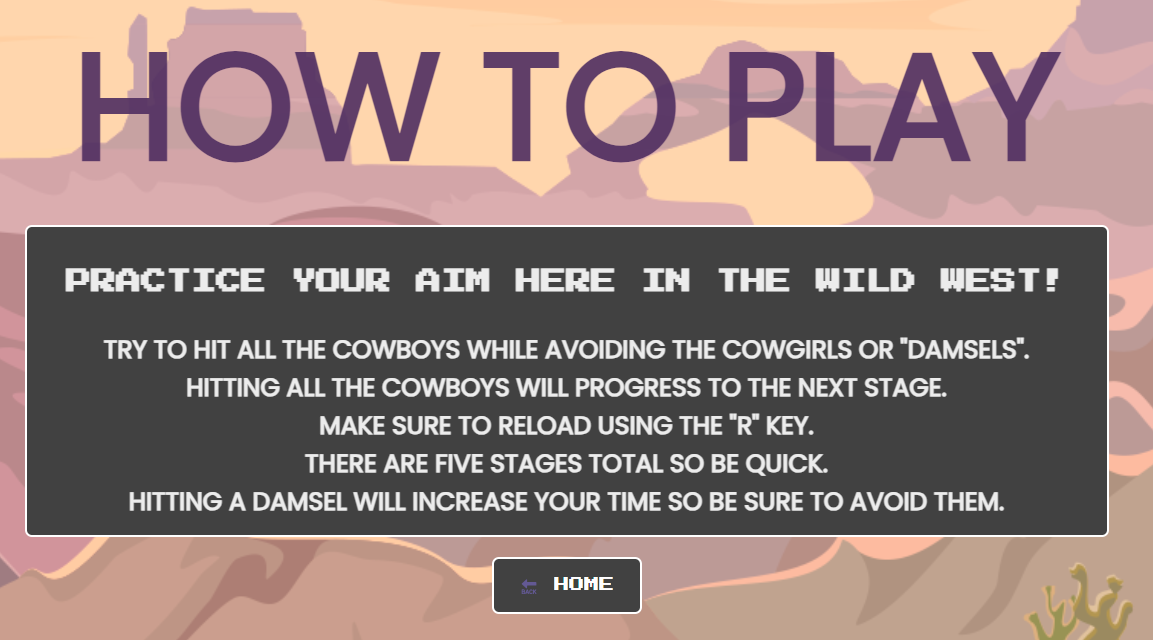 HOW TO PLAY
PRACTICE YOUR AIM HERE IN THE WILD WEST!
TRY TO HIT ALL THE COWBOYS WHILE AVOIDING THE COWGIRLS OR "DAMSELS".
HITTING ALL THE COWBOYS WILL PROGRESS TO THE NEXT STAGE.
MAKE SURE TO RELOAD USING THE "R" KEY.
THERE ARE FIVE STAGES TOTAL SO BE QUICK.
HITTING A DAMSEL WILL INCREASE YOUR TIME SO BE SURE TO AVOID THEM.
BACK HOME